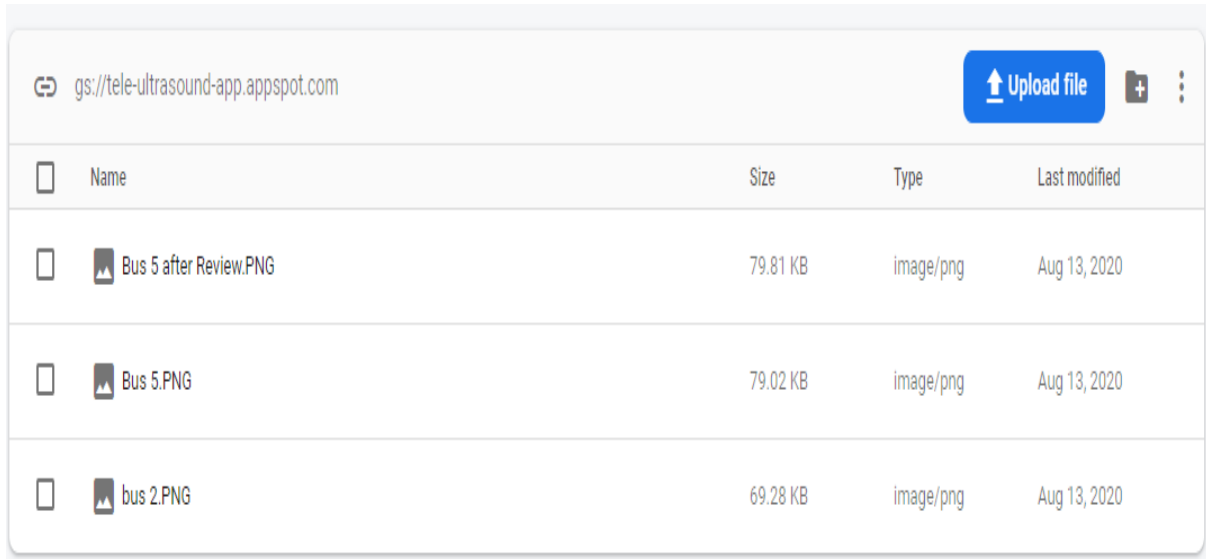 gs://tele-ultrasound-app.appspot.com Upload file
Name Size Type Last modified
Bus 5 after Review.PNG 79.81 KB image/png Aug 13, 2020
Bus 5.PNG 79.02 KB image/png Aug 13, 2020
bus 2.PNG 69.28 KB image/png Aug 13, 2020